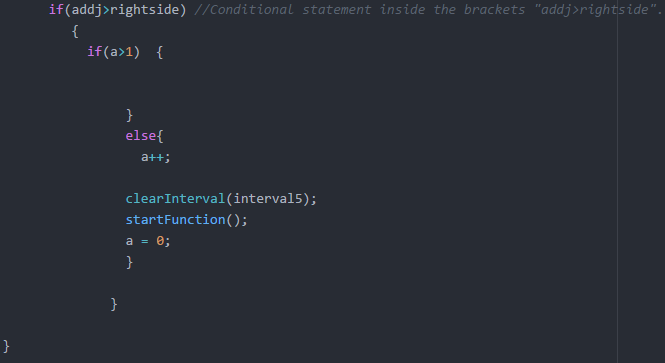 if(addj>rightside) //Conditional statement inside the brackets "addj>rightside".
{
if(a>1)  {
}
else{
a++;
clearInterval(interval5);
startFunction();
a = 0;
}
}
}